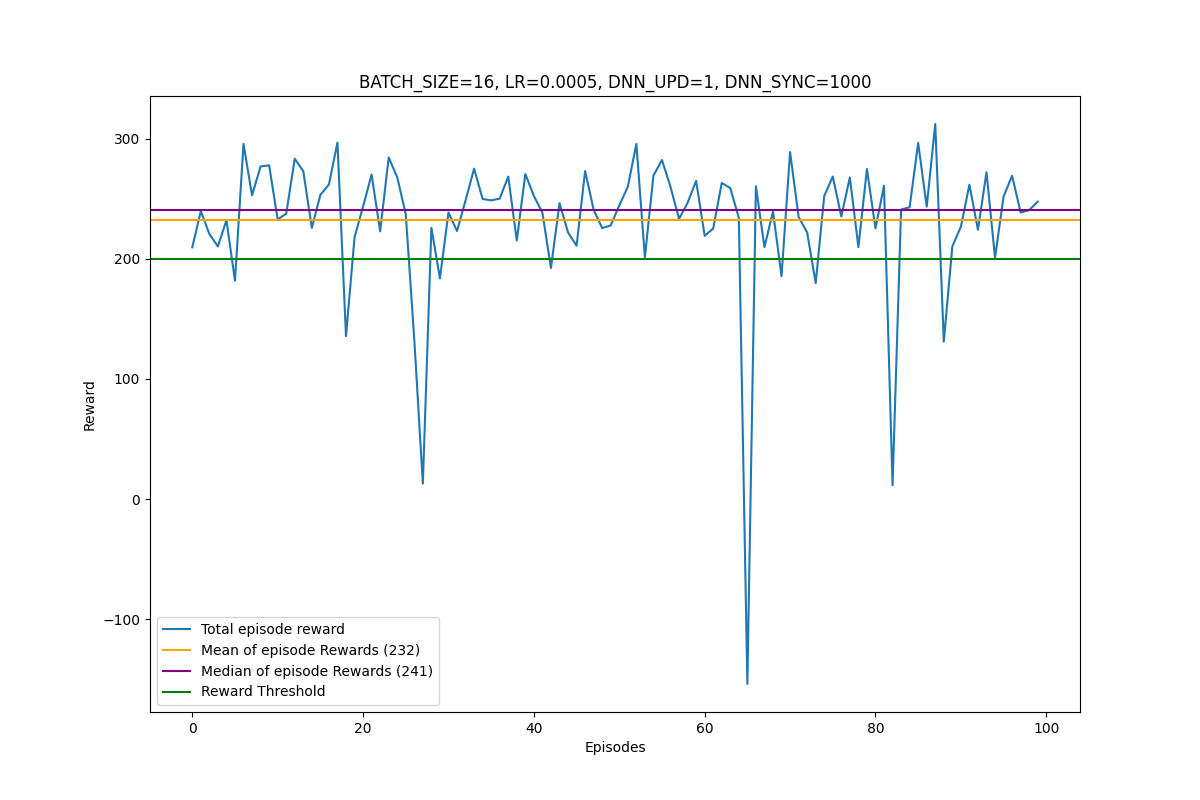 BATCH_SIZE=16, LR=0.0005, DNN_UPD=1, DNN_SYNC=1000
300
200
100
0
−100
Reward
Total episode reward
Mean of episode Rewards (232)
Median of episode Rewards (241)
Reward Threshold
0 20 40 60 80 100
Episodes